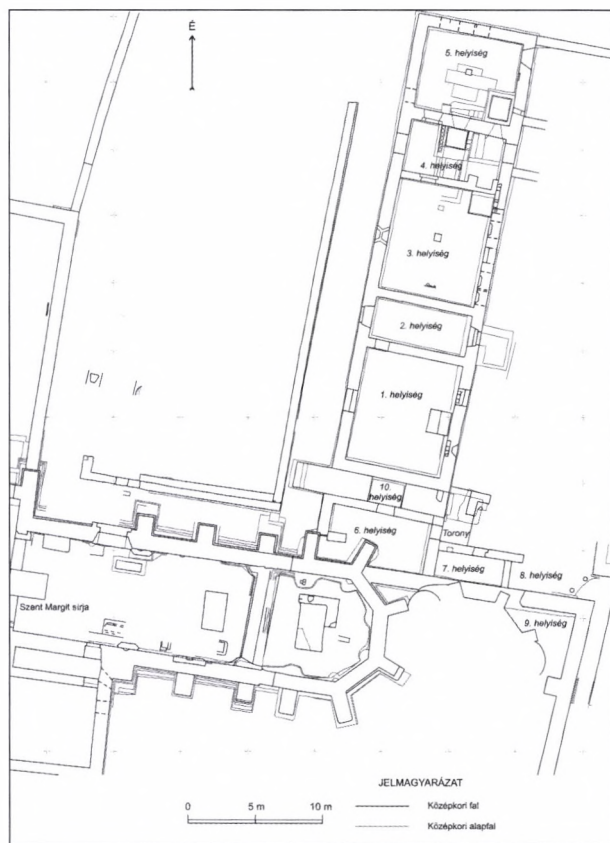 É
5. helyiség
4. helyiség
3. helyiség
2. helyiség
1. helyiség
10.
helyiség
6. helyiség
Torony
7. helyiség
8. helyiség
9. helyiség
Szent Margit sírja
JELMAGYARÁZAT
0 5 m 10 m
Középkori fal
Középkori alapfal